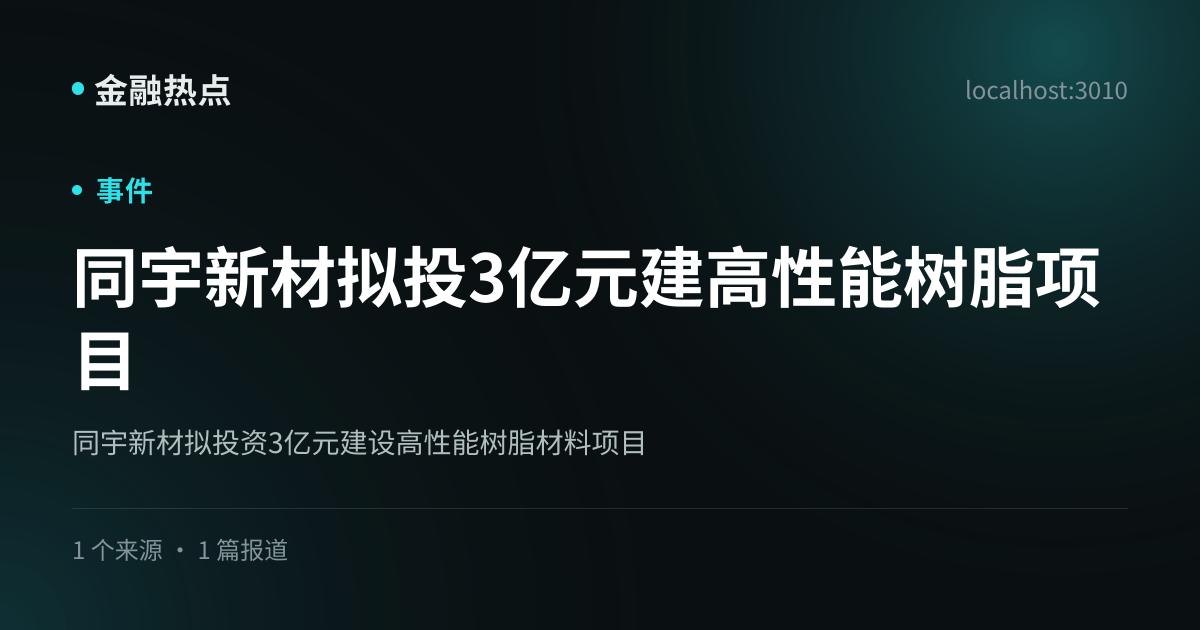 金融热点
localhost:3010
事件
同宇新材拟投3亿元建高性能树脂项
目
同宇新材拟投资3亿元建设高性能树脂材料项目
1 个来源 · 1 篇报道